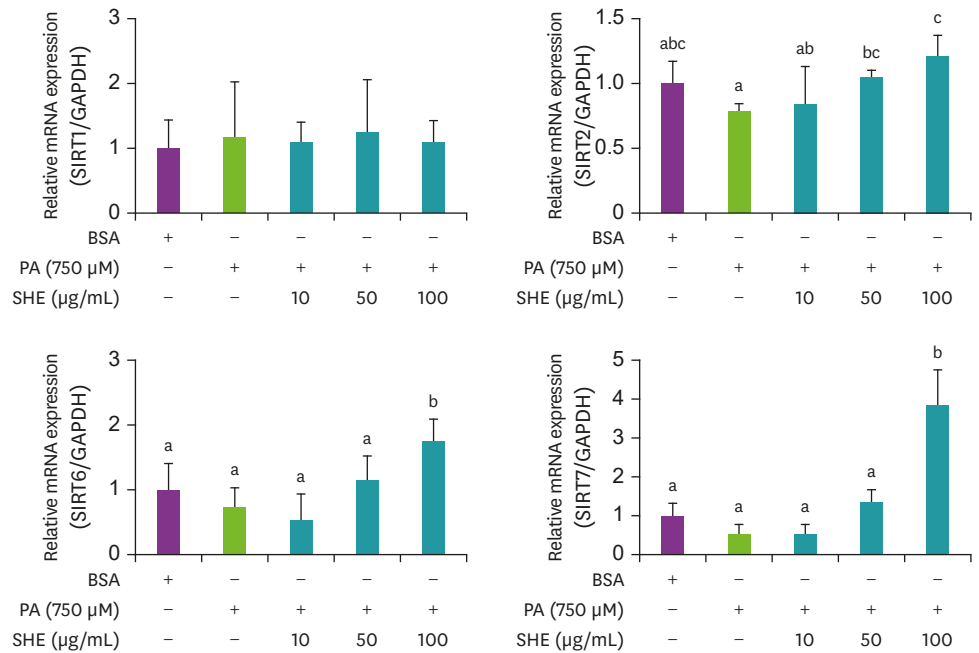 Relative mRNA expression
(SIRT1/GAPDH)
3
2
1
0
BSA + − − − −
PA (750 µM) − + + + +
SHE (µg/mL) − − 10 50 100
Relative mRNA expression
(SIRT2/GAPDH)
1.5
1.0
0.5
0
abc a ab bc c
BSA + − − − −
PA (750 µM) − + + + +
SHE (µg/mL) − − 10 50 100
Relative mRNA expression
(SIRT6/GAPDH)
3
2
1
0
a a a a b
BSA + − − − −
PA (750 µM) − + + + +
SHE (µg/mL) − − 10 50 100
Relative mRNA expression
(SIRT7/GAPDH)
5
4
3
2
1
0
a a a a b
BSA + − − − −
PA (750 µM) − + + + +
SHE (µg/mL) − − 10 50 100